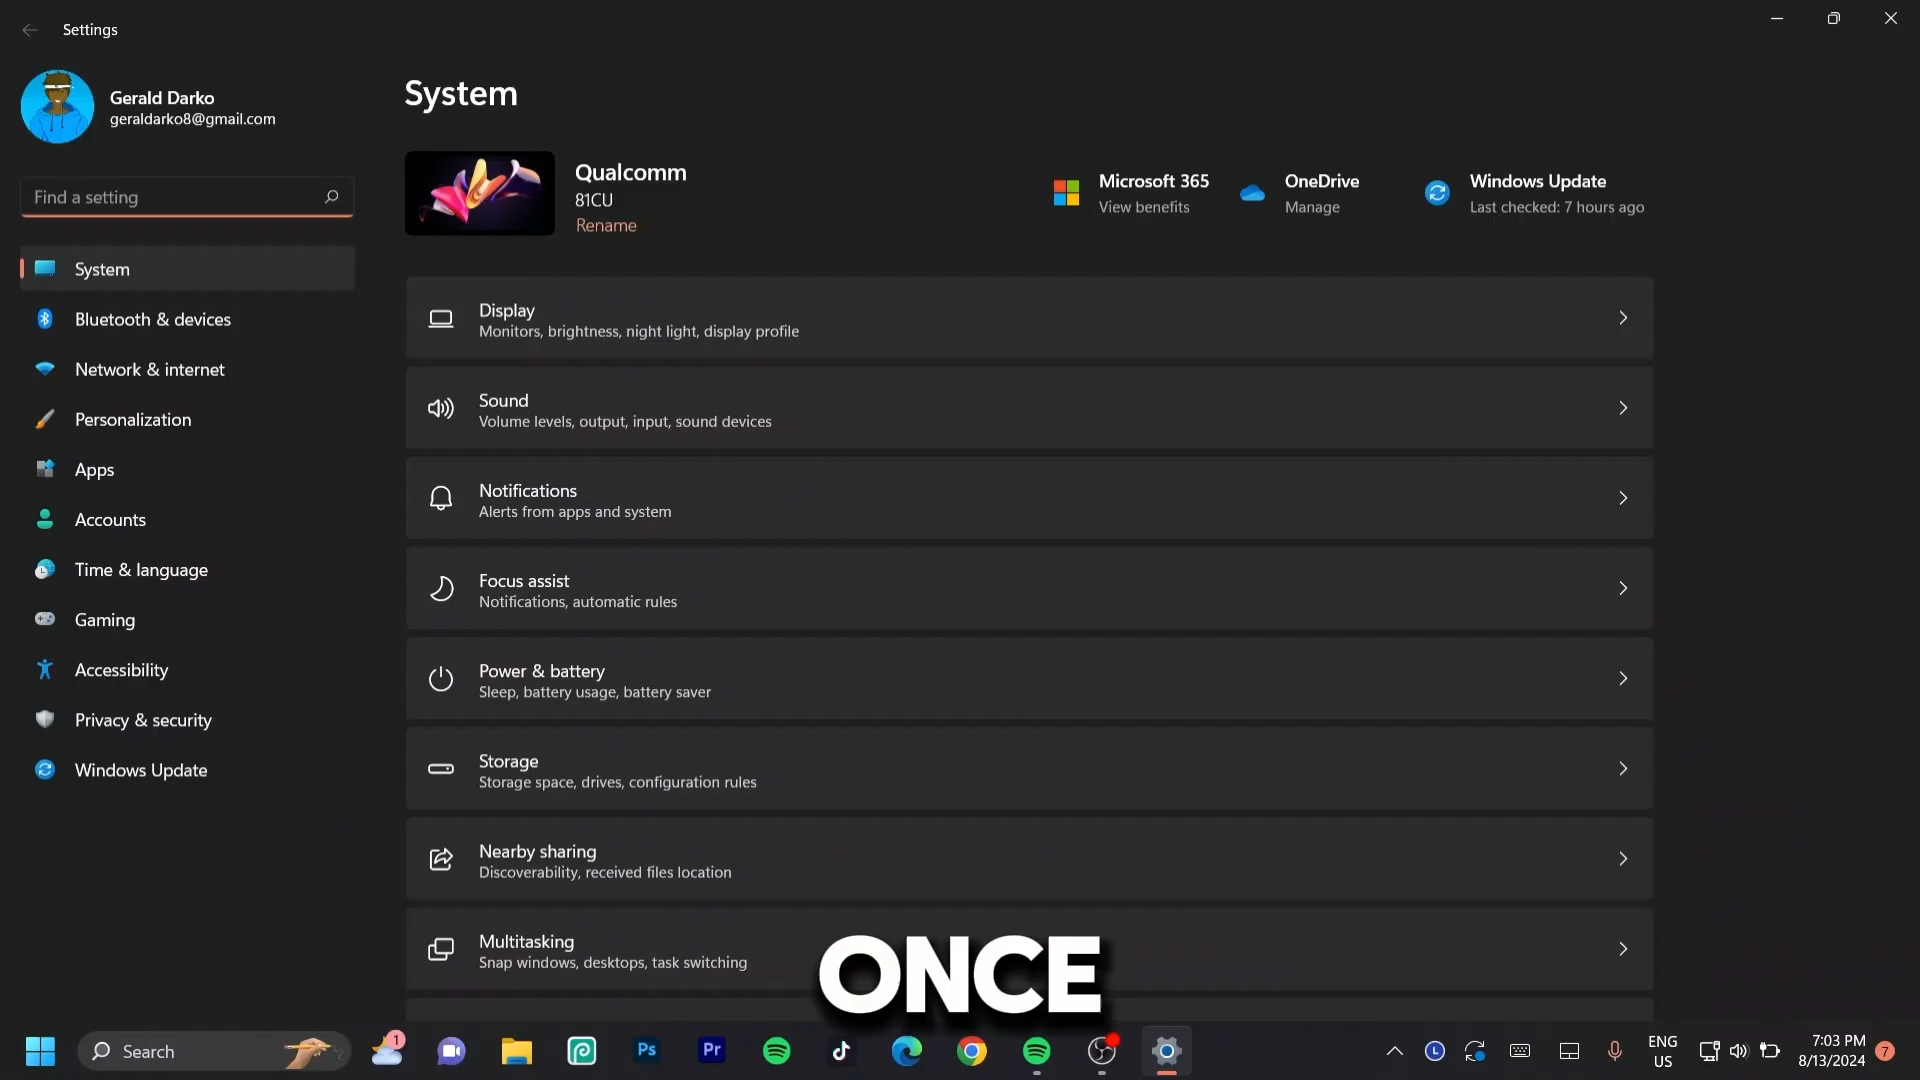 Settings
Gerald Darko
geraldarko8@gmail.com
Find a setting
System
Bluetooth & devices
Network & internet
Personalization
Apps
Accounts
Time & language
Gaming
Accessibility
Privacy & security
Windows Update
System
Qualcomm
81CU
Rename
Microsoft 365
View benefits
OneDrive
Manage
Windows Update
Last checked: 7 hours ago
Display
Monitors, brightness, night light, display profile
Sound
Volume levels, output, input, sound devices
Notifications
Alerts from apps and system
Focus assist
Notifications, automatic rules
Power & battery
Sleep, battery usage, battery saver
Storage
Storage space, drives, configuration rules
Nearby sharing
Discoverability, received files location
Multitasking
Snap windows, desktops, task switching
ONCE
Search
1
Ps
Pr
L
ENG
US
7:03 PM
8/13/2024
7